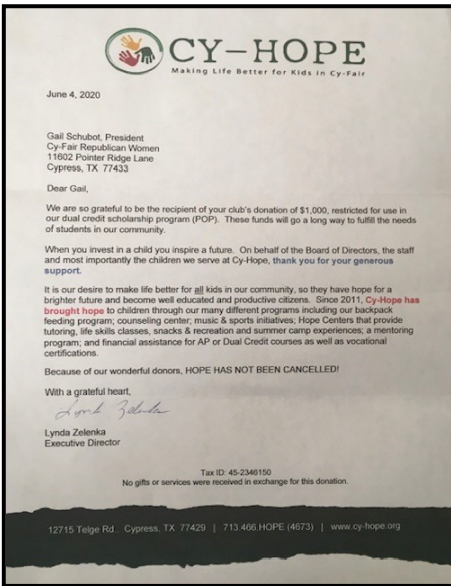 CY-HOPE
Making Life Better for Kids in Cy-Fair
June 4, 2020
Gail Schubot, President
Cy-Fair Republican Women
11602 Pointer Ridge Lane
Cypress, TX 77433
Dear Gail,
We are so grateful to be the recipient of your club's donation of $1,000, restricted for use in
our dual credit scholarship program (POP). These funds will go a long way to fulfill the needs
of students in our community.
When you invest in a child you inspire a future. On behalf of the Board of Directors, the staff
and most importantly the children we serve at Cy-Hope, thank you for your generous
support.
It is our desire to make life better for all kids in our community, so they have hope for a
brighter future and become well educated and productive citizens. Since 2011, Cy-Hope has
brought hope to children through our many different programs including our backpack
feeding program; counseling center; music & sports initiatives; Hope Centers that provide
tutoring, life skills classes, snacks & recreation and summer camp experiences; a mentoring
program; and financial assistance for AP or Dual Credit courses as well as vocational
certifications.
Because of our wonderful donors, HOPE HAS NOT BEEN CANCELLED!
With a grateful heart,
Lynda Zelenka
Lynda Zelenka
Executive Director
Tax ID: 45-2346150
No gifts or services were received in exchange for this donation.
12715 Telge Rd., Cypress, TX 77429 | 713.466.HOPE (4673) | www.cy-hope.org